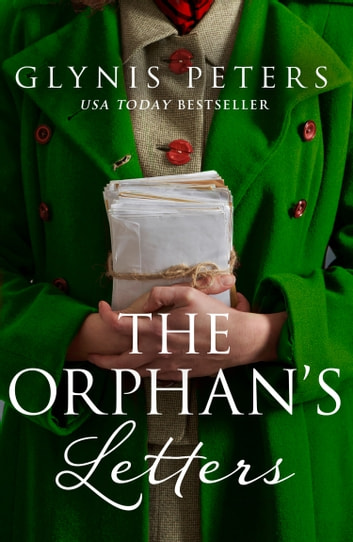 GLYNIS PETERS
USA TODAY BESTSELLER
THE
ORPHAN'S
Letters